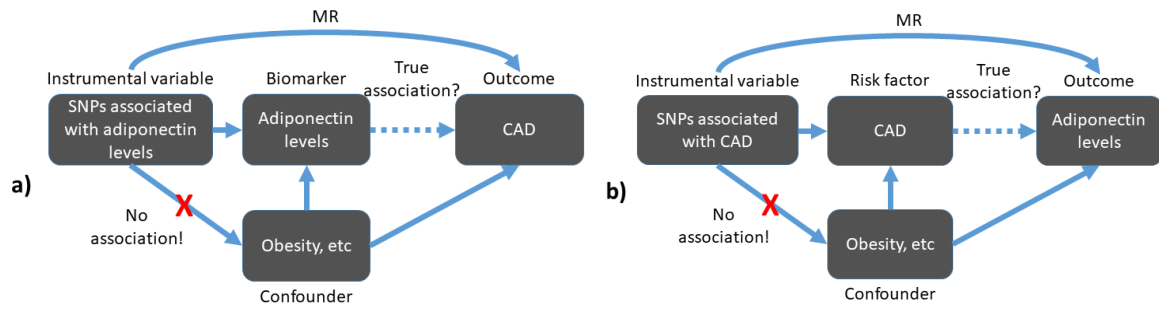 MR
Instrumental variable
Biomarker
True
association?
Outcome
SNPs associated
with adiponectin
levels
Adiponectin
levels
CAD
a)
X
No
association!
Obesity, etc
Confounder
MR
Instrumental variable
Risk factor
True
association?
Outcome
SNPs associated
with CAD
CAD
Adiponectin
levels
b)
X
No
association!
Obesity, etc
Confounder